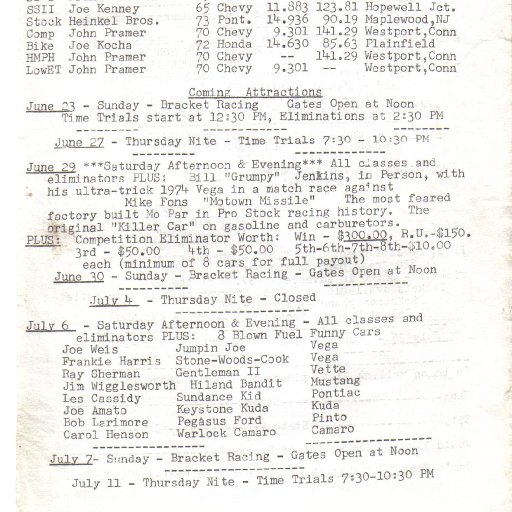 SSII Joe Kenney 65 Chevy 11.883 123.81 Hopewell Jct.
Stock Heinkel Bros. 73 Pont. 14.936 90.19 Maplewood,NJ
Comp John Pramer 70 Chevy 9.301 141.29 Westport,Conn
Bike Joe Kocha 72 Honda 14.630 85.63 Plainfield
HMPH John Pramer 70 Chevy -- 141.29 Westport,Conn
LowET John Pramer 70 Chevy 9.301 -- Westport,Conn
Coming Attractions
June 23 - Sunday - Bracket Racing Gates Open at Noon
Time Trials start at 12:30 PM, Eliminations at 2:30 PM
June 27 - Thursday Nite - Time Trials 7:30 - 10:30 PM
June 29 ***Saturday Afternoon & Evening*** All classes and
eliminators PLUS: Bill "Grumpy" Jenkins, in Person, with
his ultra-trick 1974 Vega in a match race against
Mike Fons "Motown Missile" The most feared
factory built Mo Par in Pro Stock racing history. The
original "Killer Car" on gasoline and carburetors.
PLUS: Competition Eliminator Worth: Win - $300.00, R.U.-$150.
3rd - $50.00 4th - $50.00 5th-6th-7th-8th-$10.00
each (minimum of 8 cars for full payout)
June 30 - Sunday - Bracket Racing - Gates Open at Noon
July 4 - Thursday Nite - Closed
July 6 - Saturday Afternoon & Evening - All classes and
eliminators PLUS: 8 Blown Fuel Funny Cars
Joe Weis Jumpin Joe Vega
Frankie Harris Stone-Woods-Cook Vega
Ray Sherman Gentleman II Vette
Jim Wigglesworth Hiland Bandit Mustang
Les Cassidy Sundance Kid Pontiac
Joe Amato Keystone Kuda Kuda
Bob Larimore Pegasus Ford Pinto
Carol Henson Warlock Camaro Camaro
July 7- Sunday - Bracket Racing - Gates Open at Noon
July 11 - Thursday Nite - Time Trials 7:30-10:30 PM